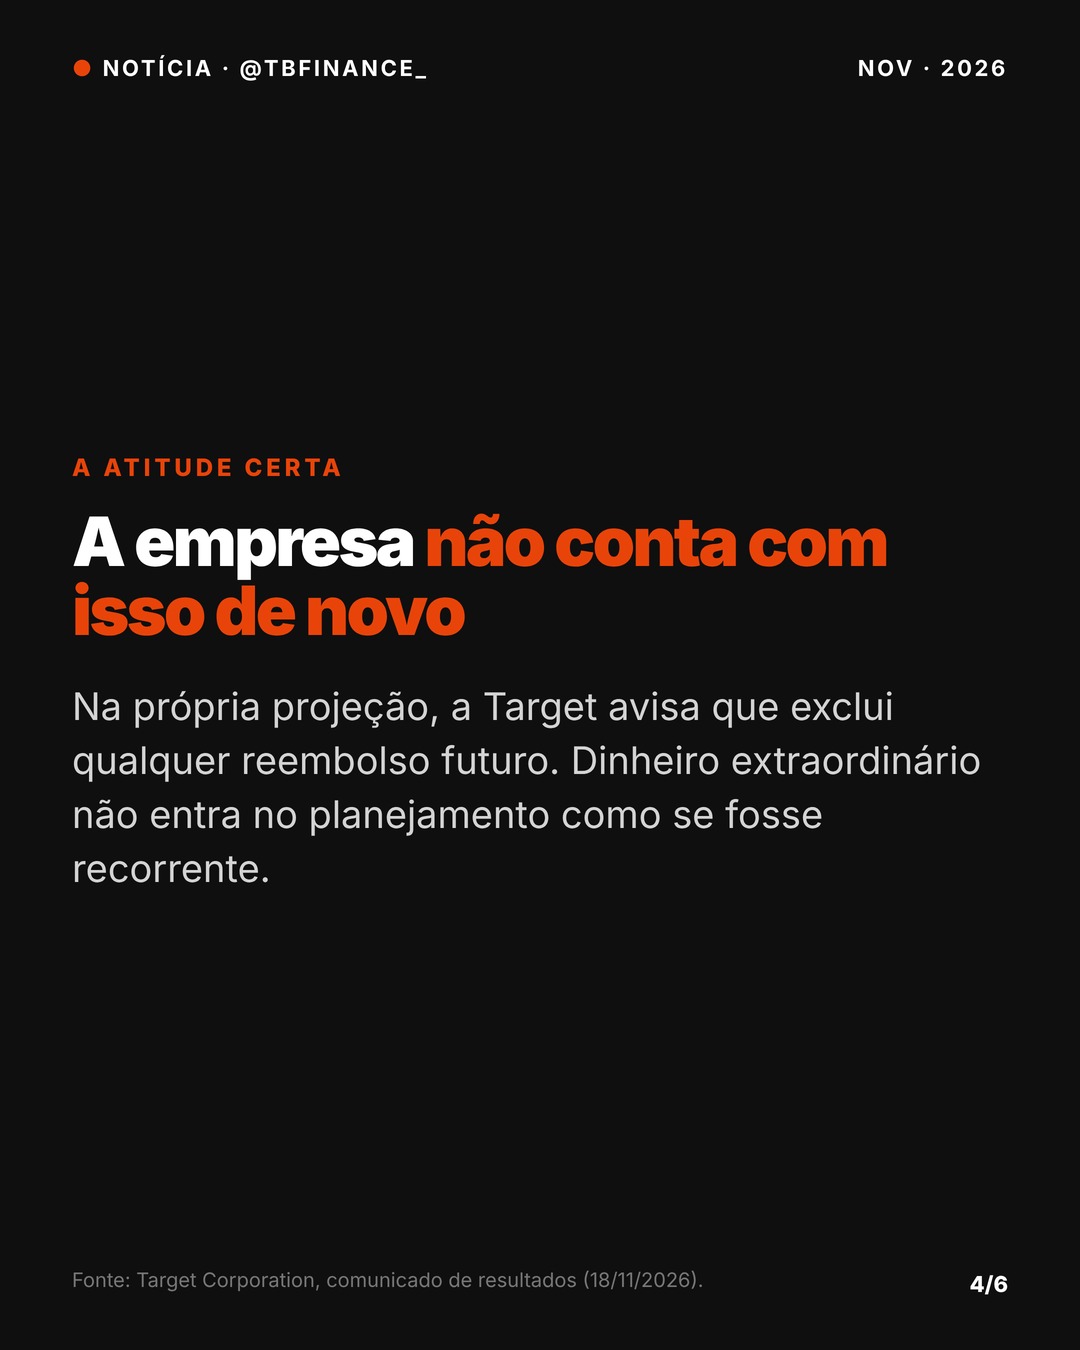 NOTÍCIA · @TBFINANCE_
NOV · 2026
A ATITUDE CERTA
A empresa não conta com
isso de novo
Na própria projeção, a Target avisa que exclui
qualquer reembolso futuro. Dinheiro extraordinário
não entra no planejamento como se fosse
recorrente.
Fonte: Target Corporation, comunicado de resultados (18/11/2026).
4/6